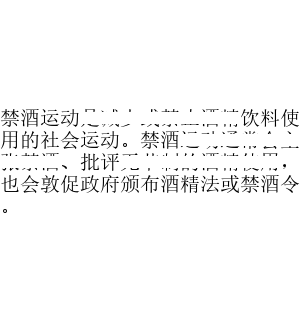 禁酒运动是减少或禁止酒精饮料使
用的社会运动。禁酒运动通常会主
张禁酒、批评无节制的酒精使用，
也会敦促政府颁布酒精法或禁酒令
。